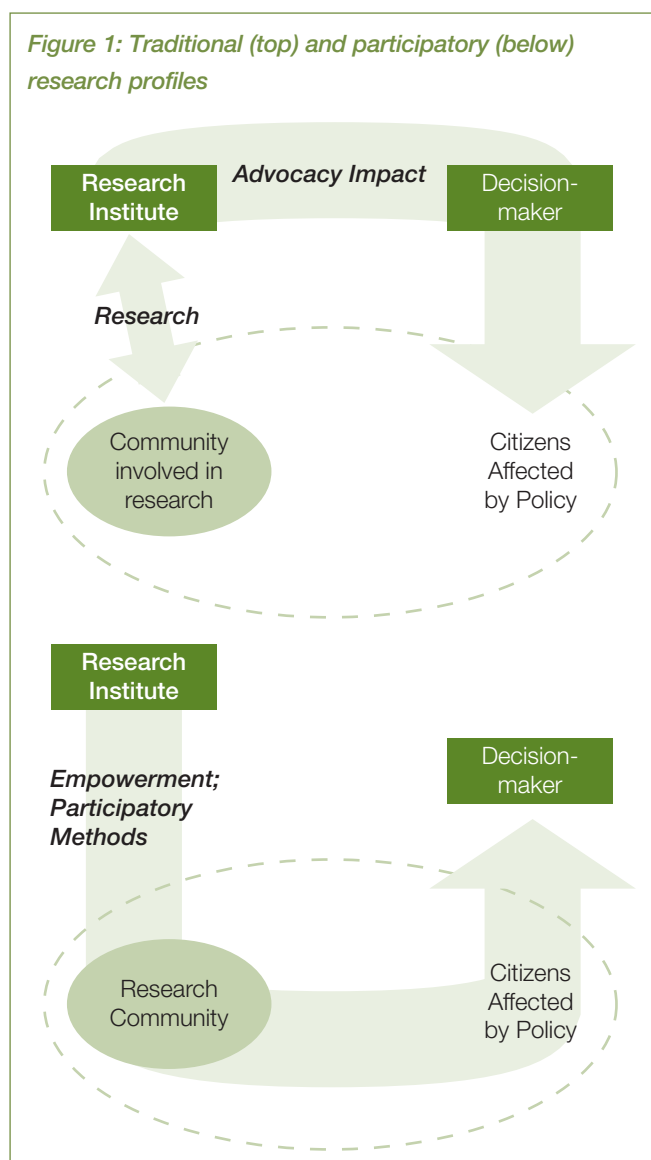 Figure 1: Traditional (top) and participatory (below)
research profiles
Research
Institute
Advocacy Impact
Decision-
maker
Research
Community
involved in
research
Citizens
Affected
by Policy
Research
Institute
Decision-
maker
Empowerment;
Participatory
Methods
Research
Community
Citizens
Affected
by Policy